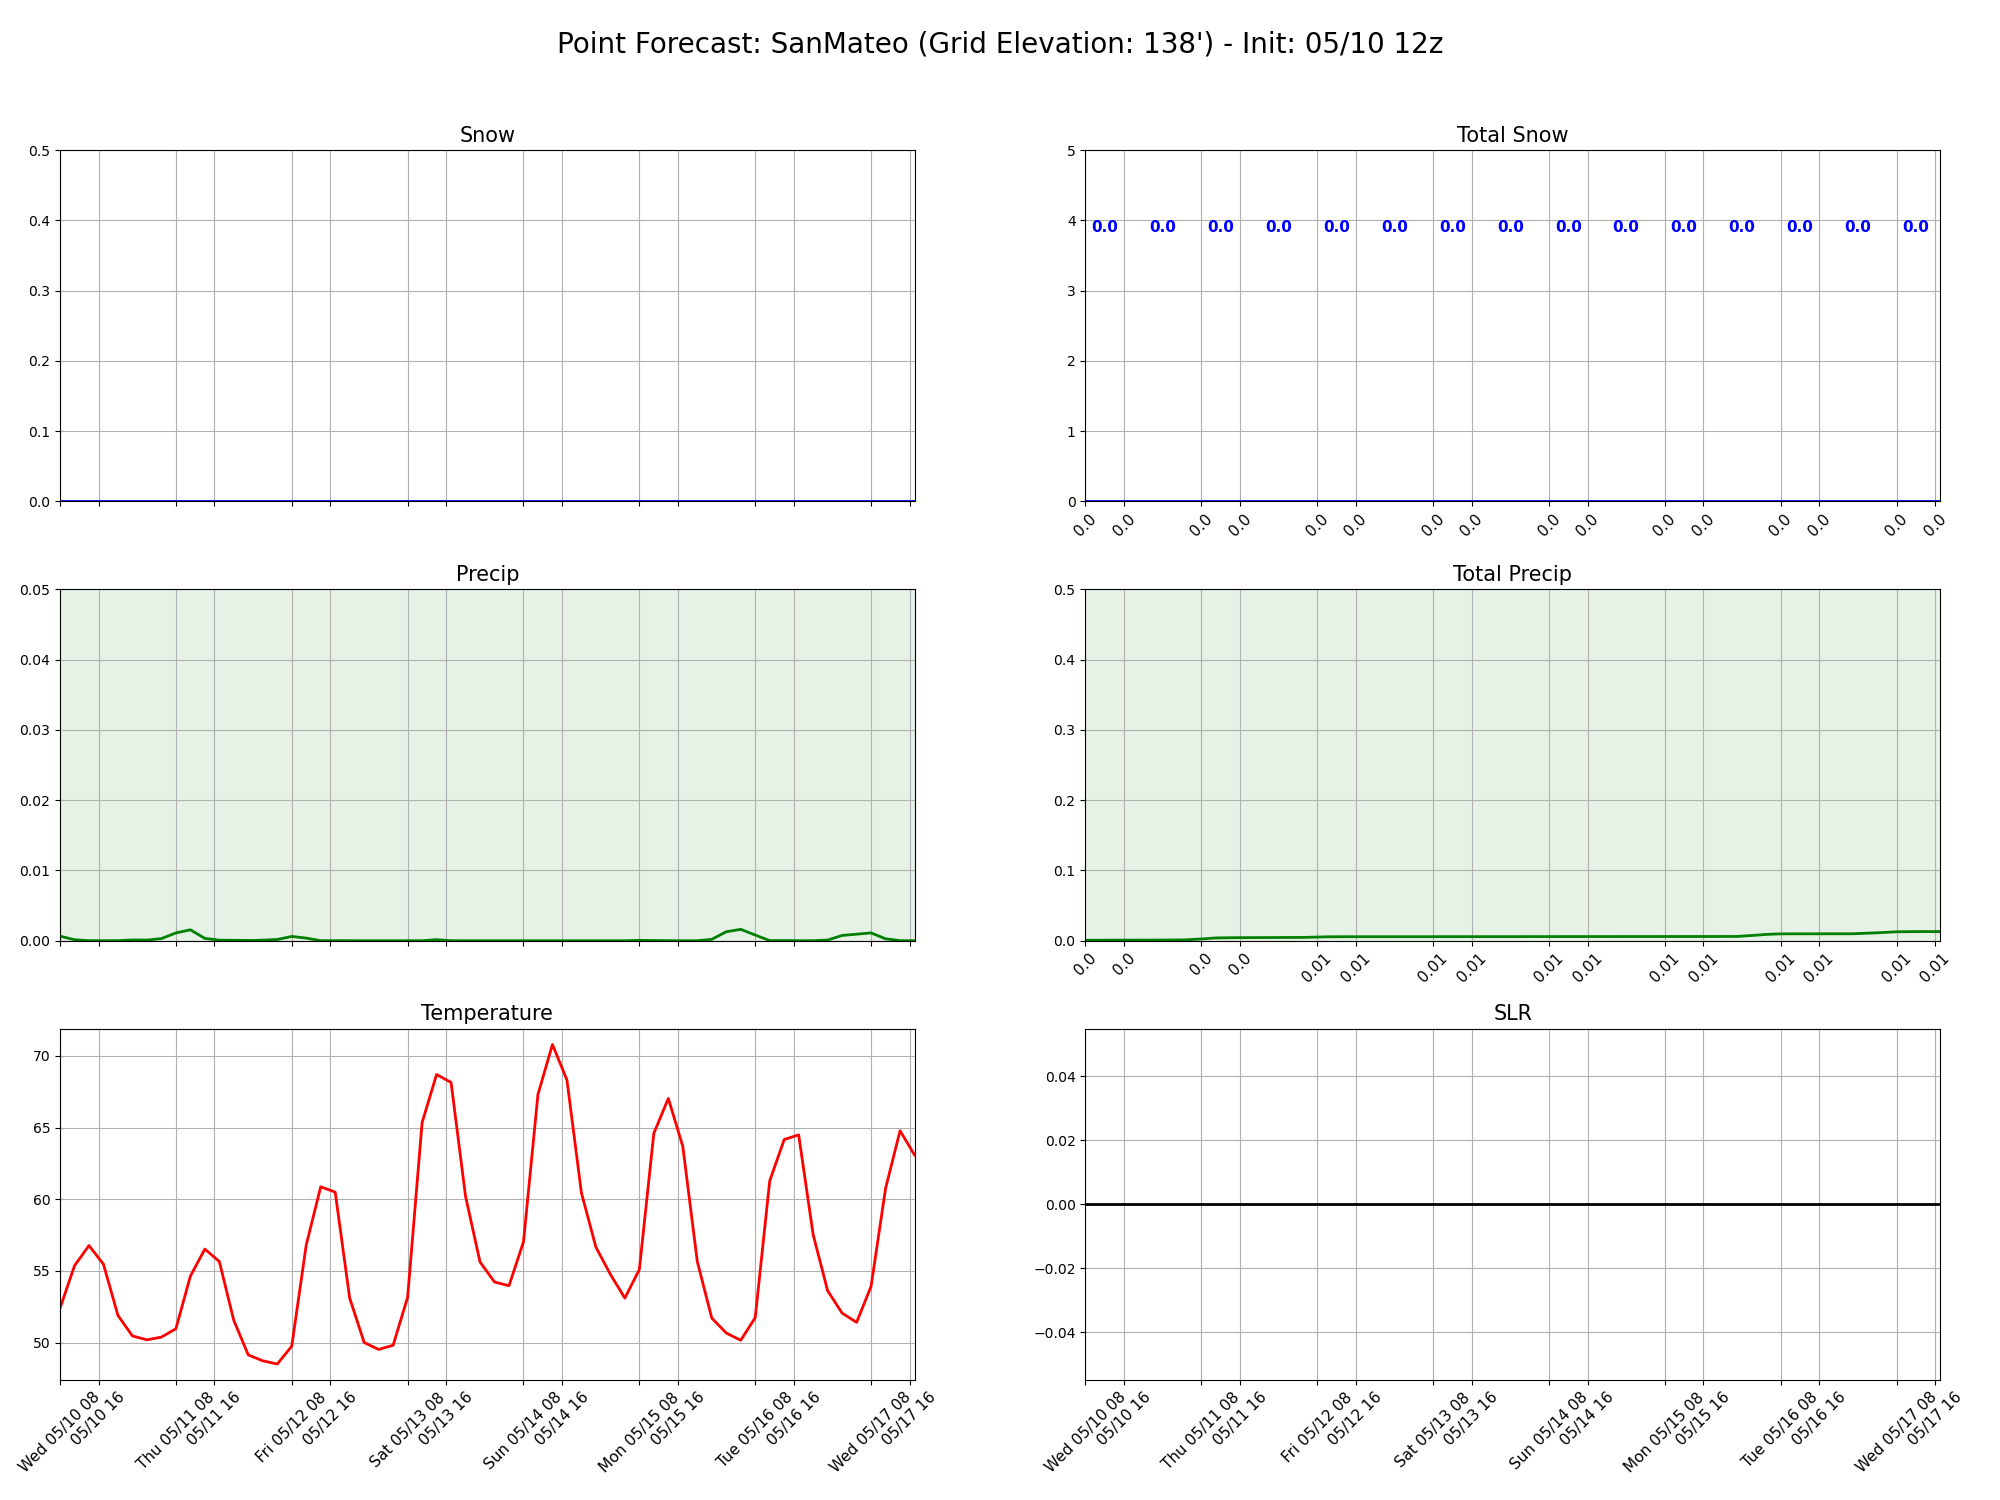 Point Forecast: SanMateo (Grid Elevation: 138') - Init: 05/10 12z
Snow
0.5
0.4
0.3
0.2
0.1
0.0
Total Snow
5
4
3
2
1
0
0.0 0.0 0.0 0.0 0.0 0.0 0.0 0.0 0.0 0.0 0.0 0.0 0.0 0.0 0.0
0.0 0.0 0.0 0.0 0.0 0.0 0.0 0.0 0.0 0.0 0.0 0.0 0.0 0.0 0.0 0.0
Precip
0.05
0.04
0.03
0.02
0.01
0.00
Total Precip
0.5
0.4
0.3
0.2
0.1
0.0
0.0 0.0 0.0 0.0 0.01 0.01 0.01 0.01 0.01 0.01 0.01 0.01 0.01 0.01 0.01 0.01
Temperature
70
65
60
55
50
Wed 05/10 08
05/10 16
Thu 05/11 08
05/11 16
Fri 05/12 08
05/12 16
Sat 05/13 08
05/13 16
Sun 05/14 08
05/14 16
Mon 05/15 08
05/15 16
Tue 05/16 08
05/16 16
Wed 05/17 08
05/17 16
SLR
0.04
0.02
0.00
−0.02
−0.04
Wed 05/10 08
05/10 16
Thu 05/11 08
05/11 16
Fri 05/12 08
05/12 16
Sat 05/13 08
05/13 16
Sun 05/14 08
05/14 16
Mon 05/15 08
05/15 16
Tue 05/16 08
05/16 16
Wed 05/17 08
05/17 16